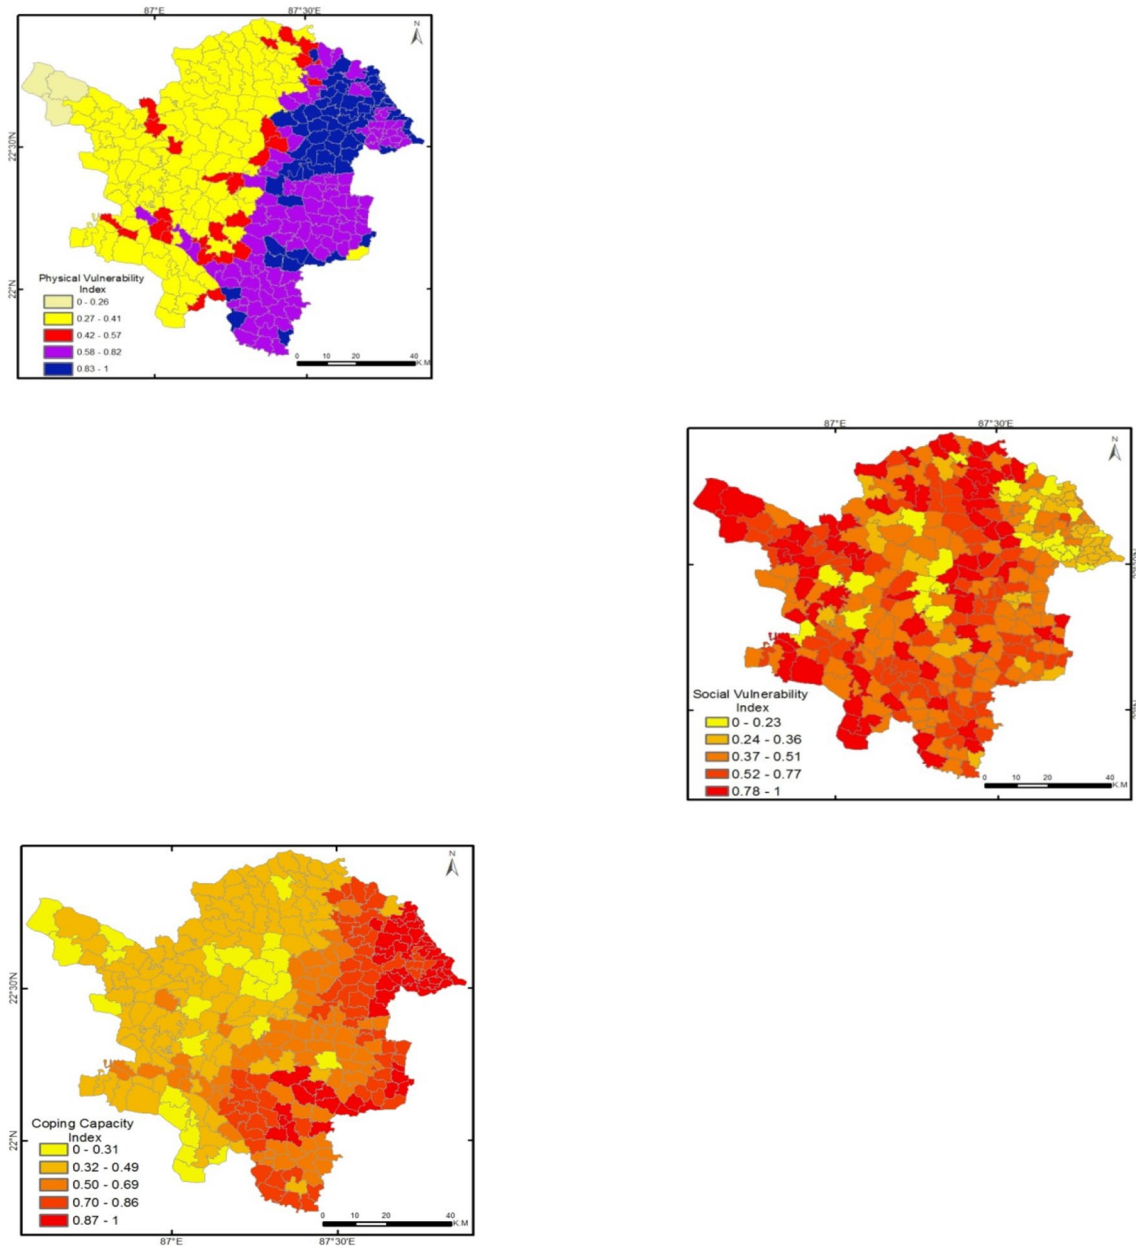 87°E 87°30'E
N
22°30'N
22°N
Physical Vulnerability
Index
0 - 0.26
0.27 - 0.41
0.42 - 0.57
0.58 - 0.82
0.83 - 1
0 10 20 40
K.M
87°E 87°30'E
N
Social Vulnerability
Index
0 - 0.23
0.24 - 0.36
0.37 - 0.51
0.52 - 0.77
0.78 - 1
0 10 20 40
K.M
N
22°30'N
22°N
Coping Capacity
Index
0 - 0.31
0.32 - 0.49
0.50 - 0.69
0.70 - 0.86
0.87 - 1
0 10 20 40
K.M
87°E 87°30'E